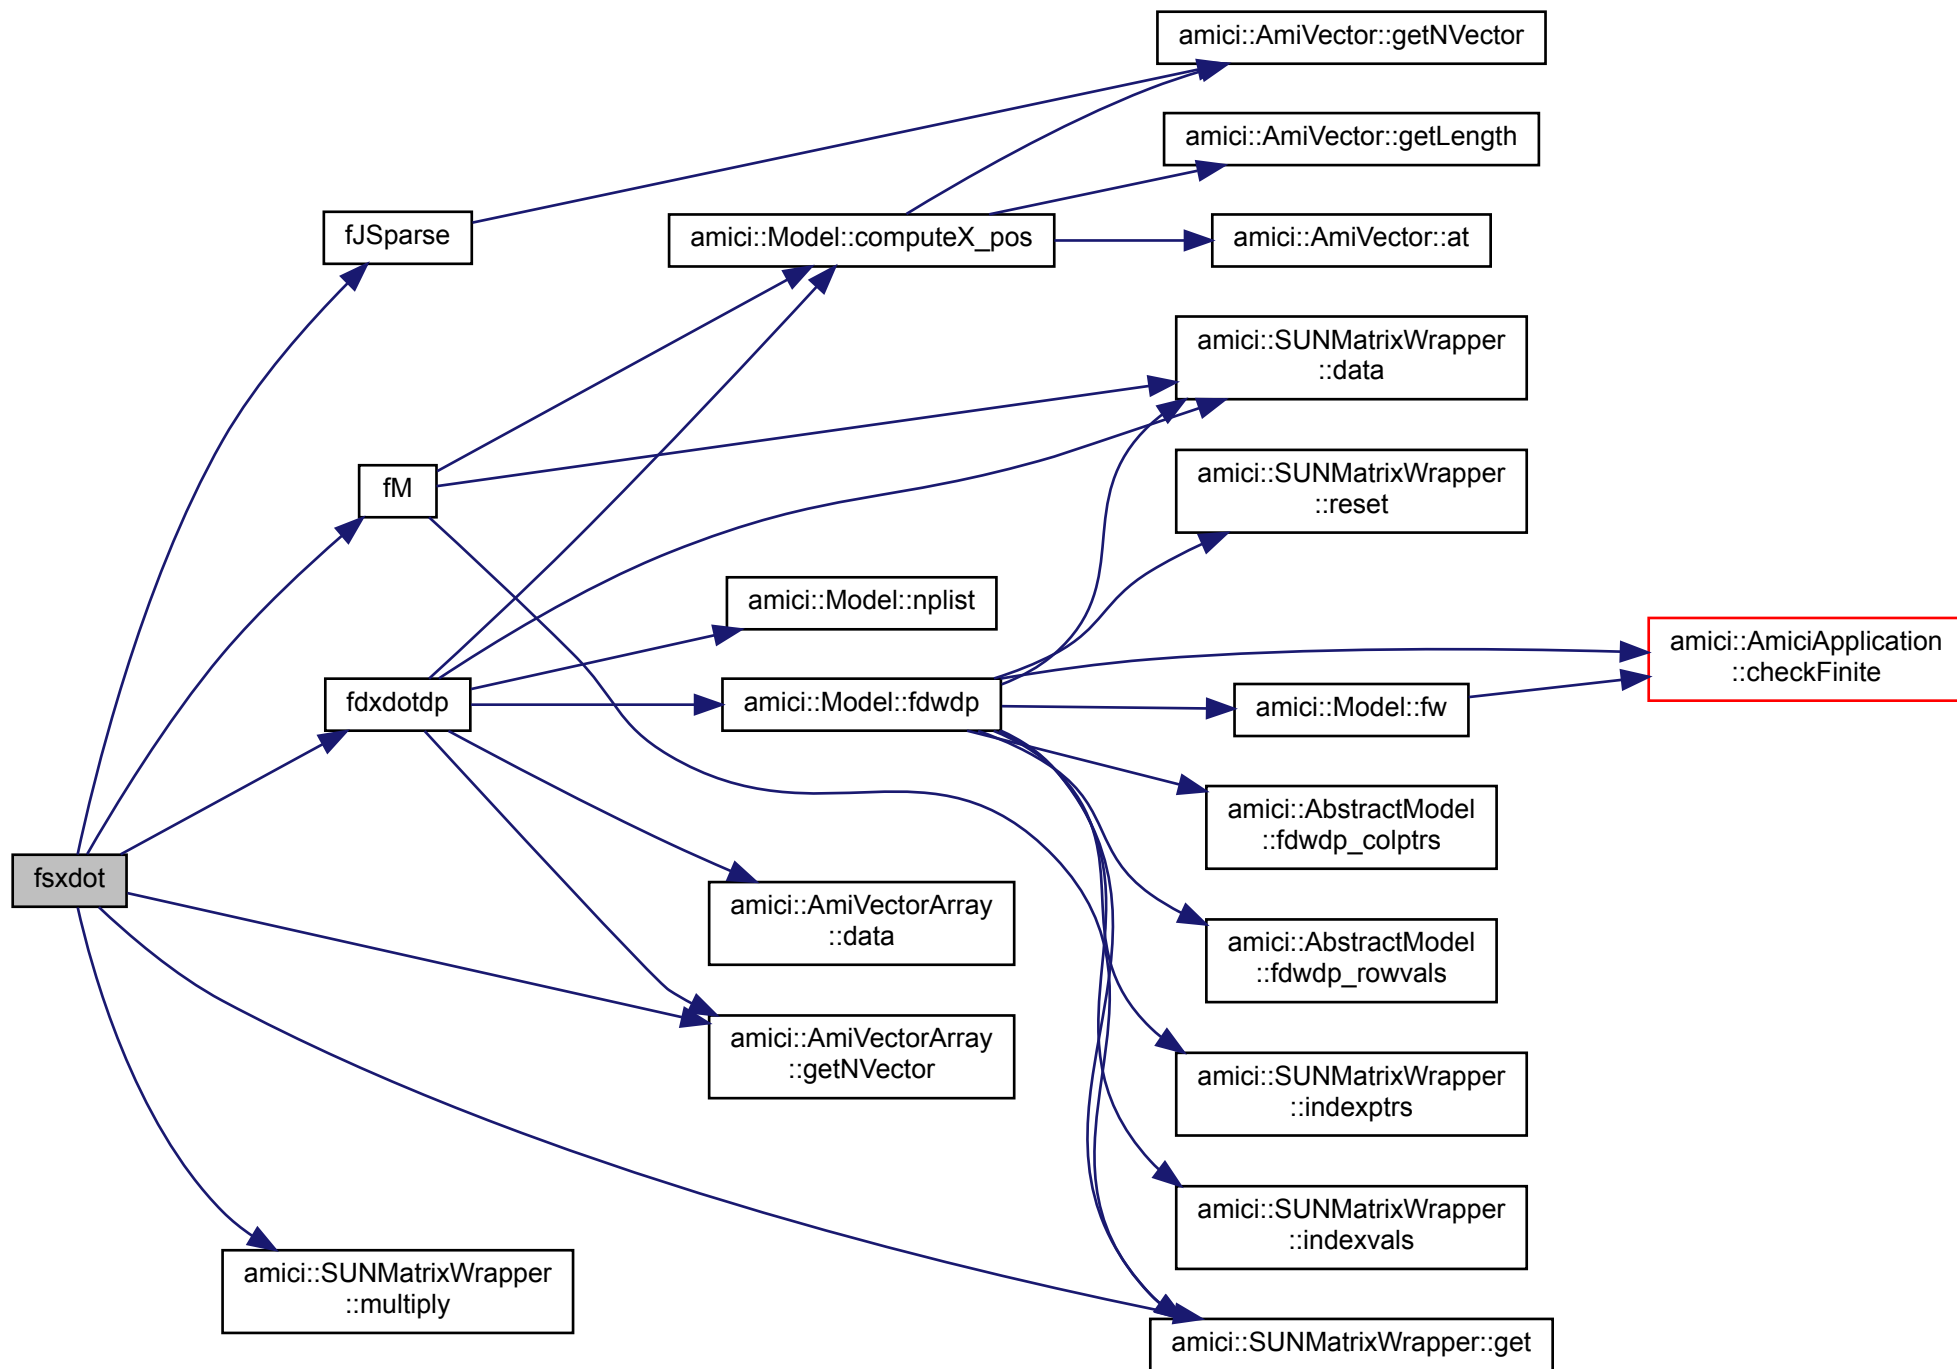 amici::AmiVector::getNVector
amici::AmiVector::getLength
fJSparse
amici::Model::computeX_pos
amici::AmiVector::at
amici::SUNMatrixWrapper
::data
fM
amici::SUNMatrixWrapper
::reset
amici::Model::nplist
amici::AmiciApplication
::checkFinite
fdxdotdp
amici::Model::fdwdp
amici::Model::fw
amici::AbstractModel
::fdwdp_colptrs
fsxdot
amici::AmiVectorArray
::data
amici::AbstractModel
::fdwdp_rowvals
amici::AmiVectorArray
::getNVector
amici::SUNMatrixWrapper
::indexptrs
amici::SUNMatrixWrapper
::indexvals
amici::SUNMatrixWrapper
::multiply
amici::SUNMatrixWrapper::get